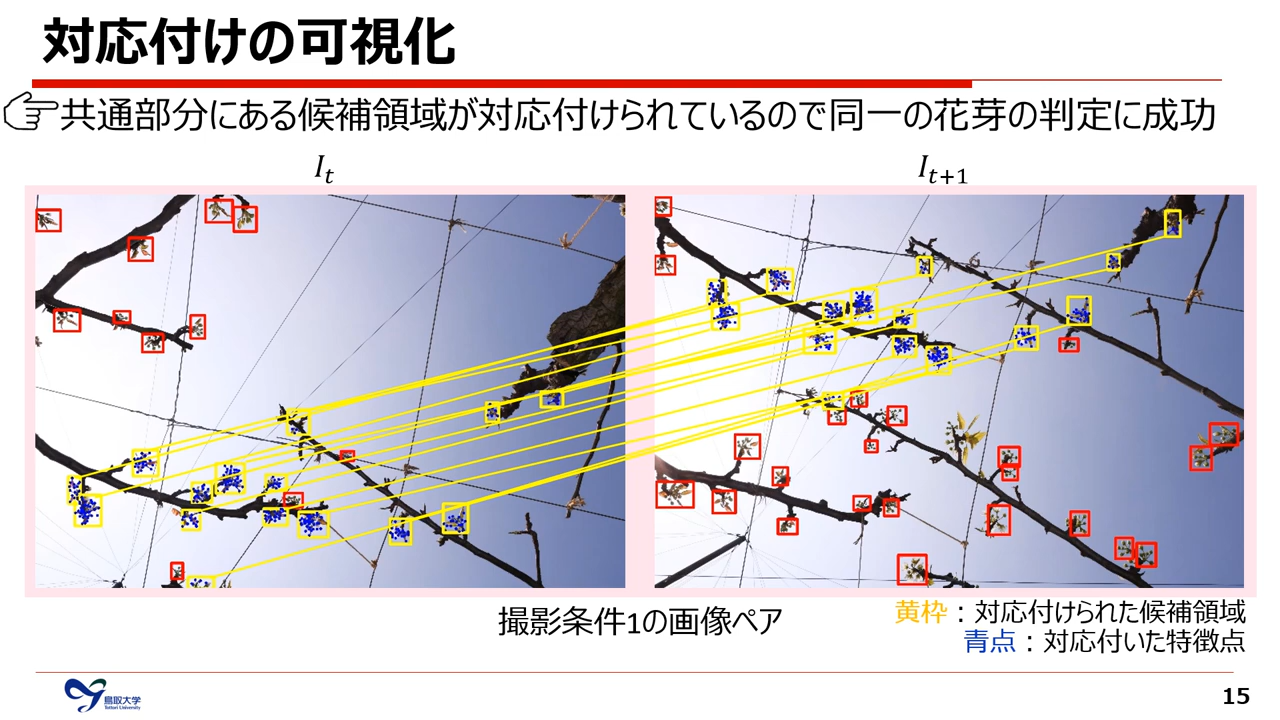 対応付けの可視化
共通部分にある候補領域が対応付けられているので同一の花芽の判定に成功
I_t
I_{t+1}
撮影条件1の画像ペア
黄枠：対応付けられた候補領域
青点：対応付いた特徴点
鳥取大学
Tottori University
15